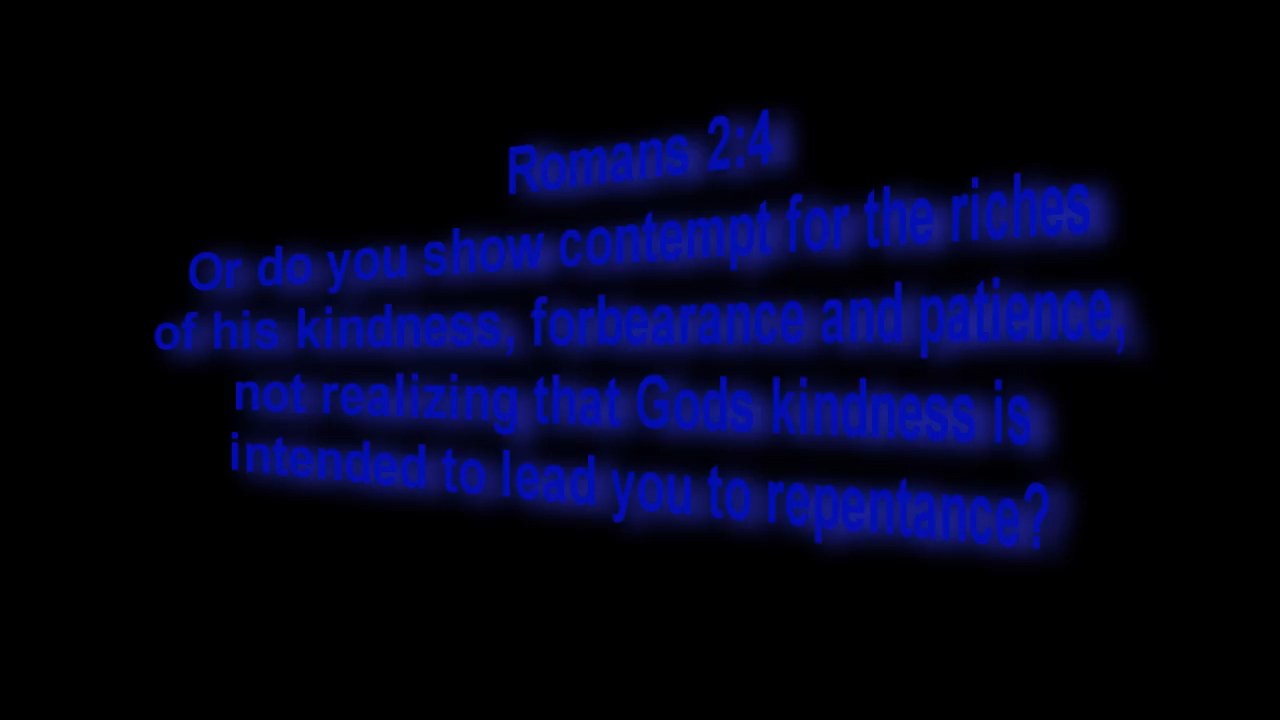 Romans 2:4
Or do you show contempt for the riches
of his kindness, forbearance and patience,
not realizing that Gods kindness is
intended to lead you to repentance?